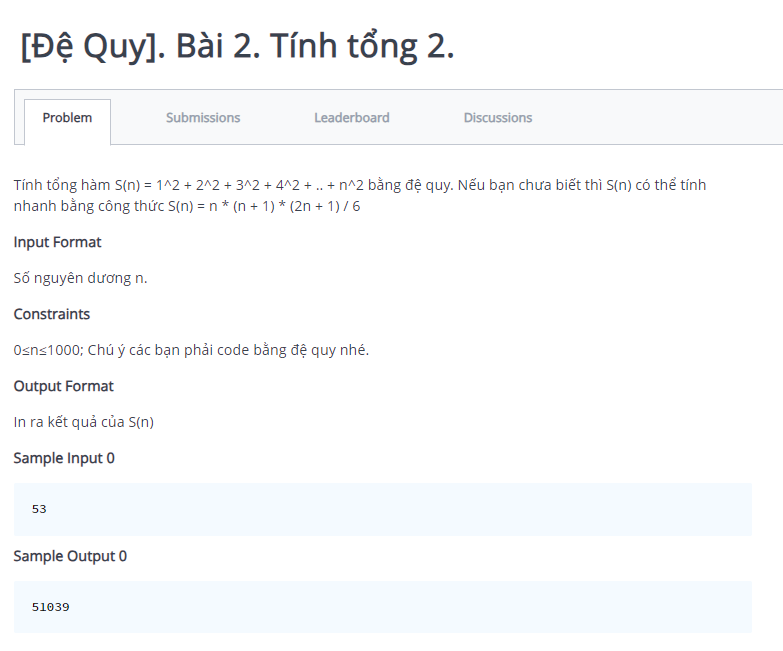 [Đệ Quy]. Bài 2. Tính tổng 2.
Problem
Submissions
Leaderboard
Discussions
Tính tổng hàm S(n) = 1^2 + 2^2 + 3^2 + 4^2 + .. + n^2 bằng đệ quy. Nếu bạn chưa biết thì S(n) có thể tính
nhanh bằng công thức S(n) = n * (n + 1) * (2n + 1) / 6
Input Format
Số nguyên dương n.
Constraints
0≤n≤1000; Chú ý các bạn phải code bằng đệ quy nhé.
Output Format
In ra kết quả của S(n)
Sample Input 0
53
Sample Output 0
51039